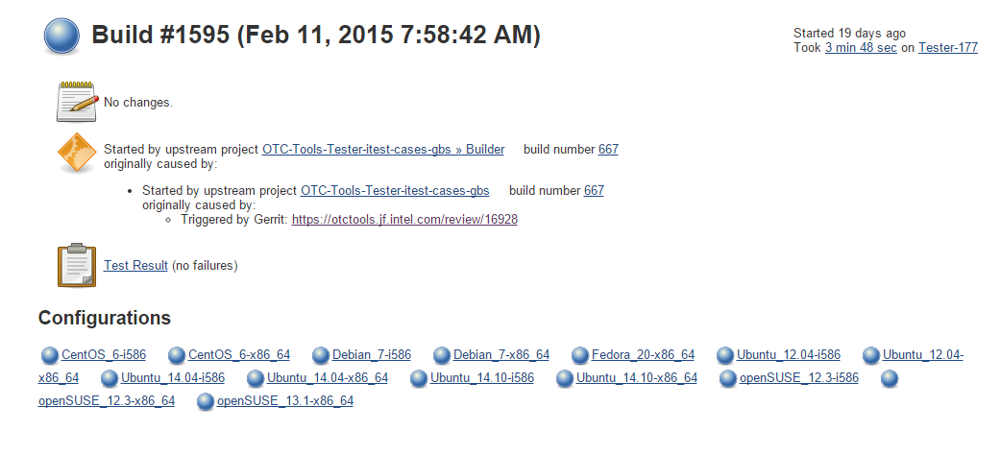 Build #1595 (Feb 11, 2015 7:58:42 AM)
Started 19 days ago
Took 3 min 48 sec on Tester-177
No changes.
Started by upstream project OTC-Tools-Tester-itest-cases-gbs » Builder build number 667
originally caused by:
Started by upstream project OTC-Tools-Tester-itest-cases-gbs build number 667
originally caused by:
Triggered by Gerrit: https://otctools.jf.intel.com/review/16928
Test Result (no failures)
Configurations
CentOS_6-i586 CentOS_6-x86_64 Debian_7-i586 Debian_7-x86_64 Fedora_20-x86_64 Ubuntu_12.04-i586 Ubuntu_12.04-
x86_64 Ubuntu_14.04-i586 Ubuntu_14.04-x86_64 Ubuntu_14.10-i586 Ubuntu_14.10-x86_64 openSUSE_12.3-i586
openSUSE_12.3-x86_64 openSUSE_13.1-x86_64